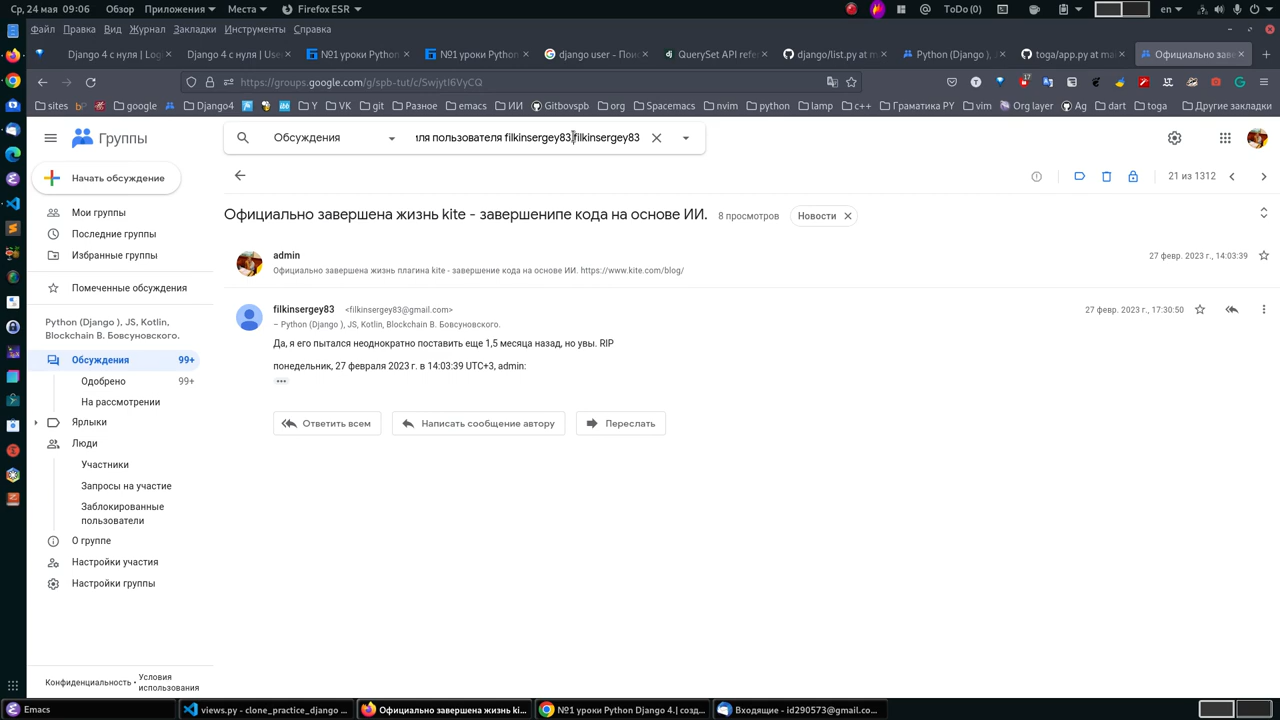 Ср, 24 мая 09:06 Обзор Приложения Места Firefox ESR ToDo (0) en
Файл Правка Вид Журнал Закладки Инструменты Справка
Django 4 с нуля | Log Django 4 с нуля | Use №1 уроки Python №1 уроки Python django user - Пои QuerySet API refe django/list.py at m Python (Django ), J toga/app.py at ma Официально заве
https://groups.google.com/g/spb-tut/c/5wijvtI6VyCQ
sites bP google Django4 Y VK git Разное emacs ИИ Gitbovspb org Spacemacs nvim python lamp c++ Граматика РУ vim Org layer Ag dart toga Другие закладки
Группы
Обсуждения
иля пользователя filkinsergey83 filkinsergey83
Начать обсуждение
21 из 1312
Мои группы
Последние группы
Избранные группы
Помеченные обсуждения
Python (Django ), JS, Kotlin,
Blockchain В. Бовсуновского.
Обсуждения 99+
Одобрено 99+
На рассмотрении
Ярлыки
Люди
Участники
Запросы на участие
Заблокированные
пользователи
О группе
Настройки участия
Настройки группы
Конфиденциальность • Условия
использования
Официально завершена жизнь kite - завершенипе кода на основе ИИ. 8 просмотров Новости
admin 27 февр. 2023 г., 14:03:39
Официально завершена жизнь плагина kite - завершение кода на основе ИИ. https://www.kite.com/blog/
filkinsergey83 <filkinsergey83@gmail.com> 27 февр. 2023 г., 17:30:50
– Python (Django ), JS, Kotlin, Blockchain В. Бовсуновского.
Да, я его пытался неоднократно поставить еще 1,5 месяца назад, но увы. RIP
понедельник, 27 февраля 2023 г. в 14:03:39 UTC+3, admin:
Ответить всем Написать сообщение автору Переслать
Emacs views.py - clone_practice_django ... Официально завершена жизнь ki... №1 уроки Python Django 4.| созд... Входящие - id290573@gmail.co...